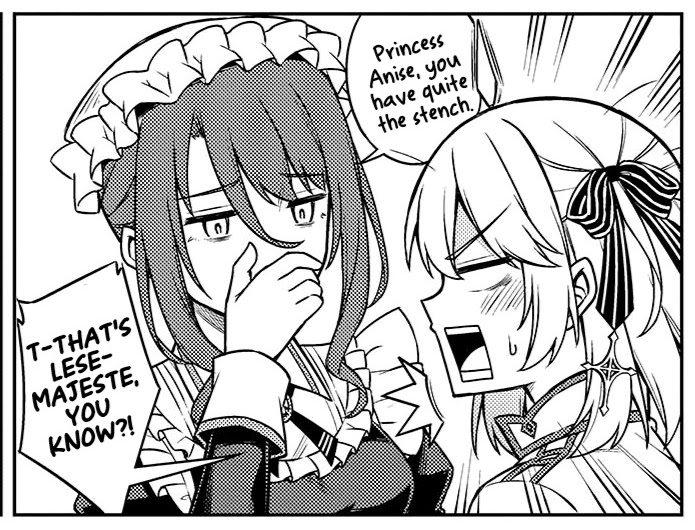 Princess
Anise, you
have quite
the stench.
T-THAT'S
LESE-
MAJESTE,
YOU
KNOW?!